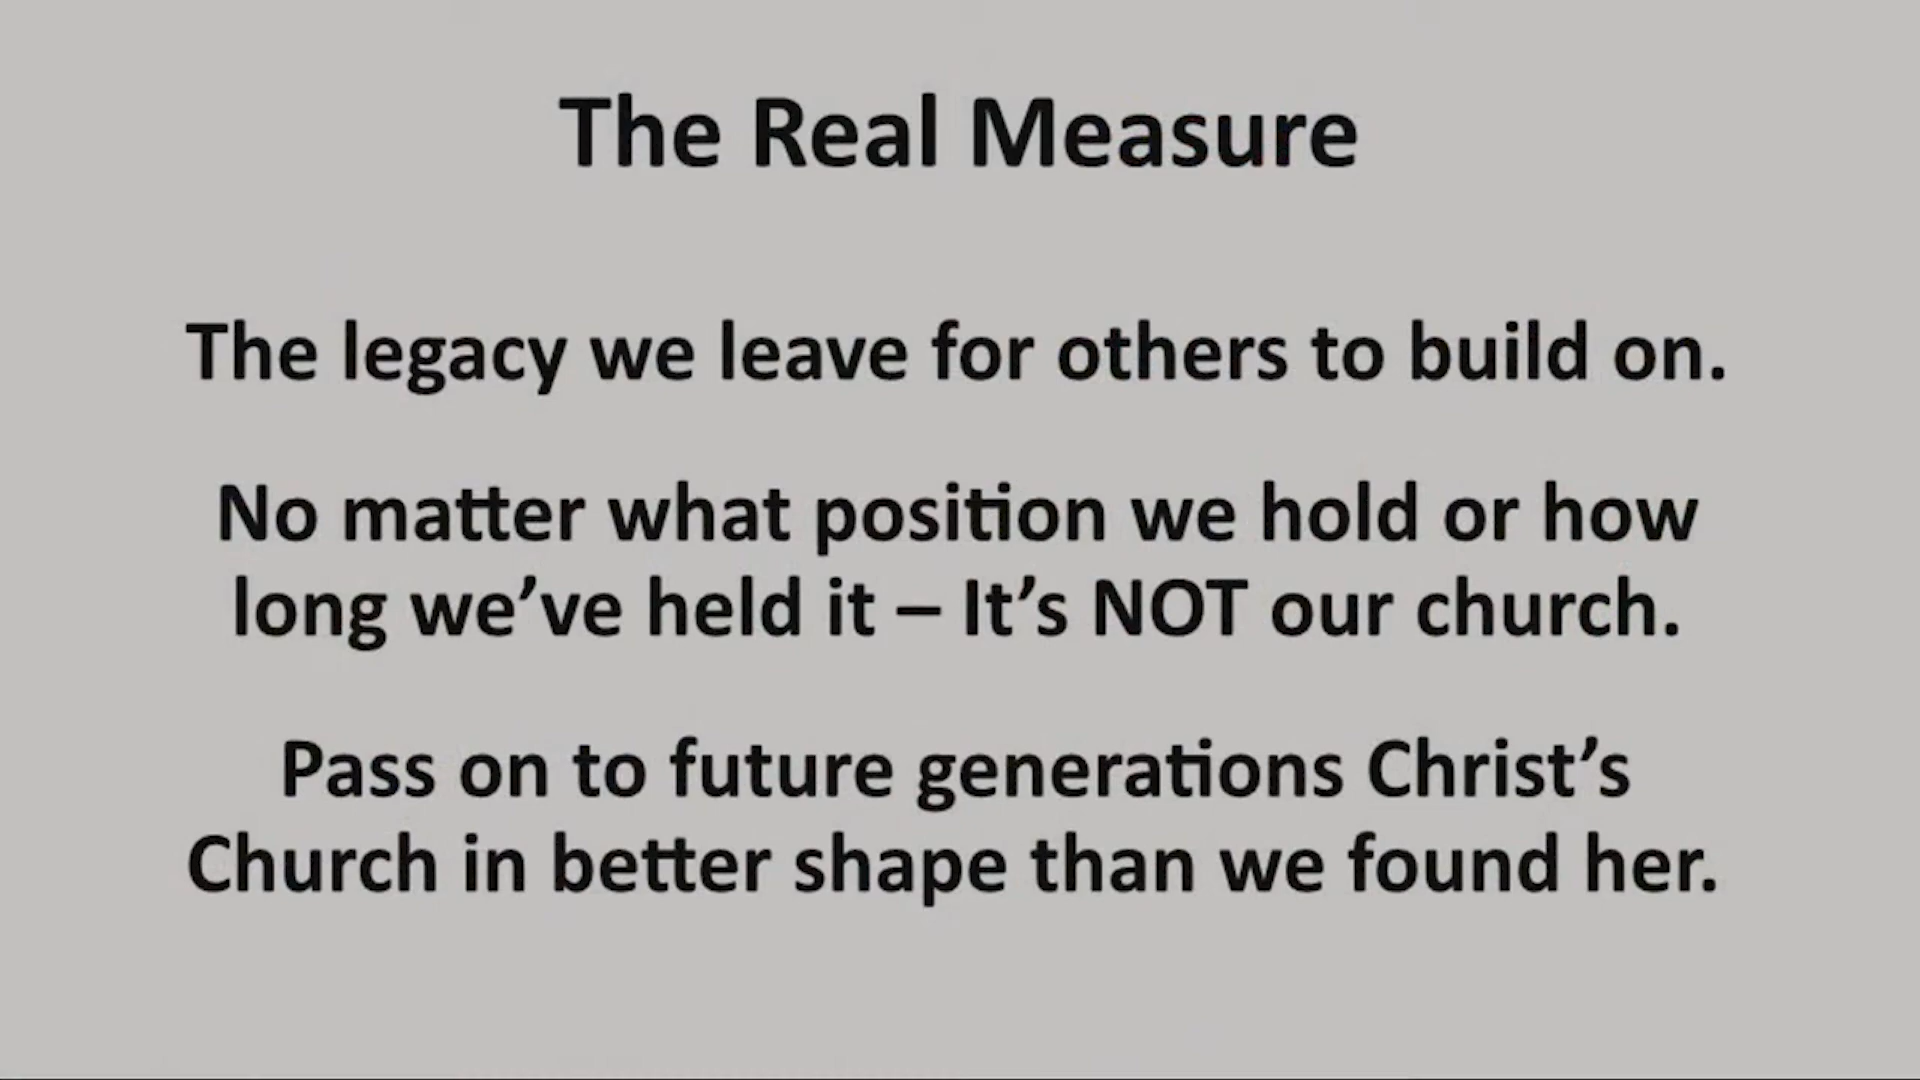 The Real Measure
The legacy we leave for others to build on.
No matter what position we hold or how
long we’ve held it – It’s NOT our church.
Pass on to future generations Christ’s
Church in better shape than we found her.